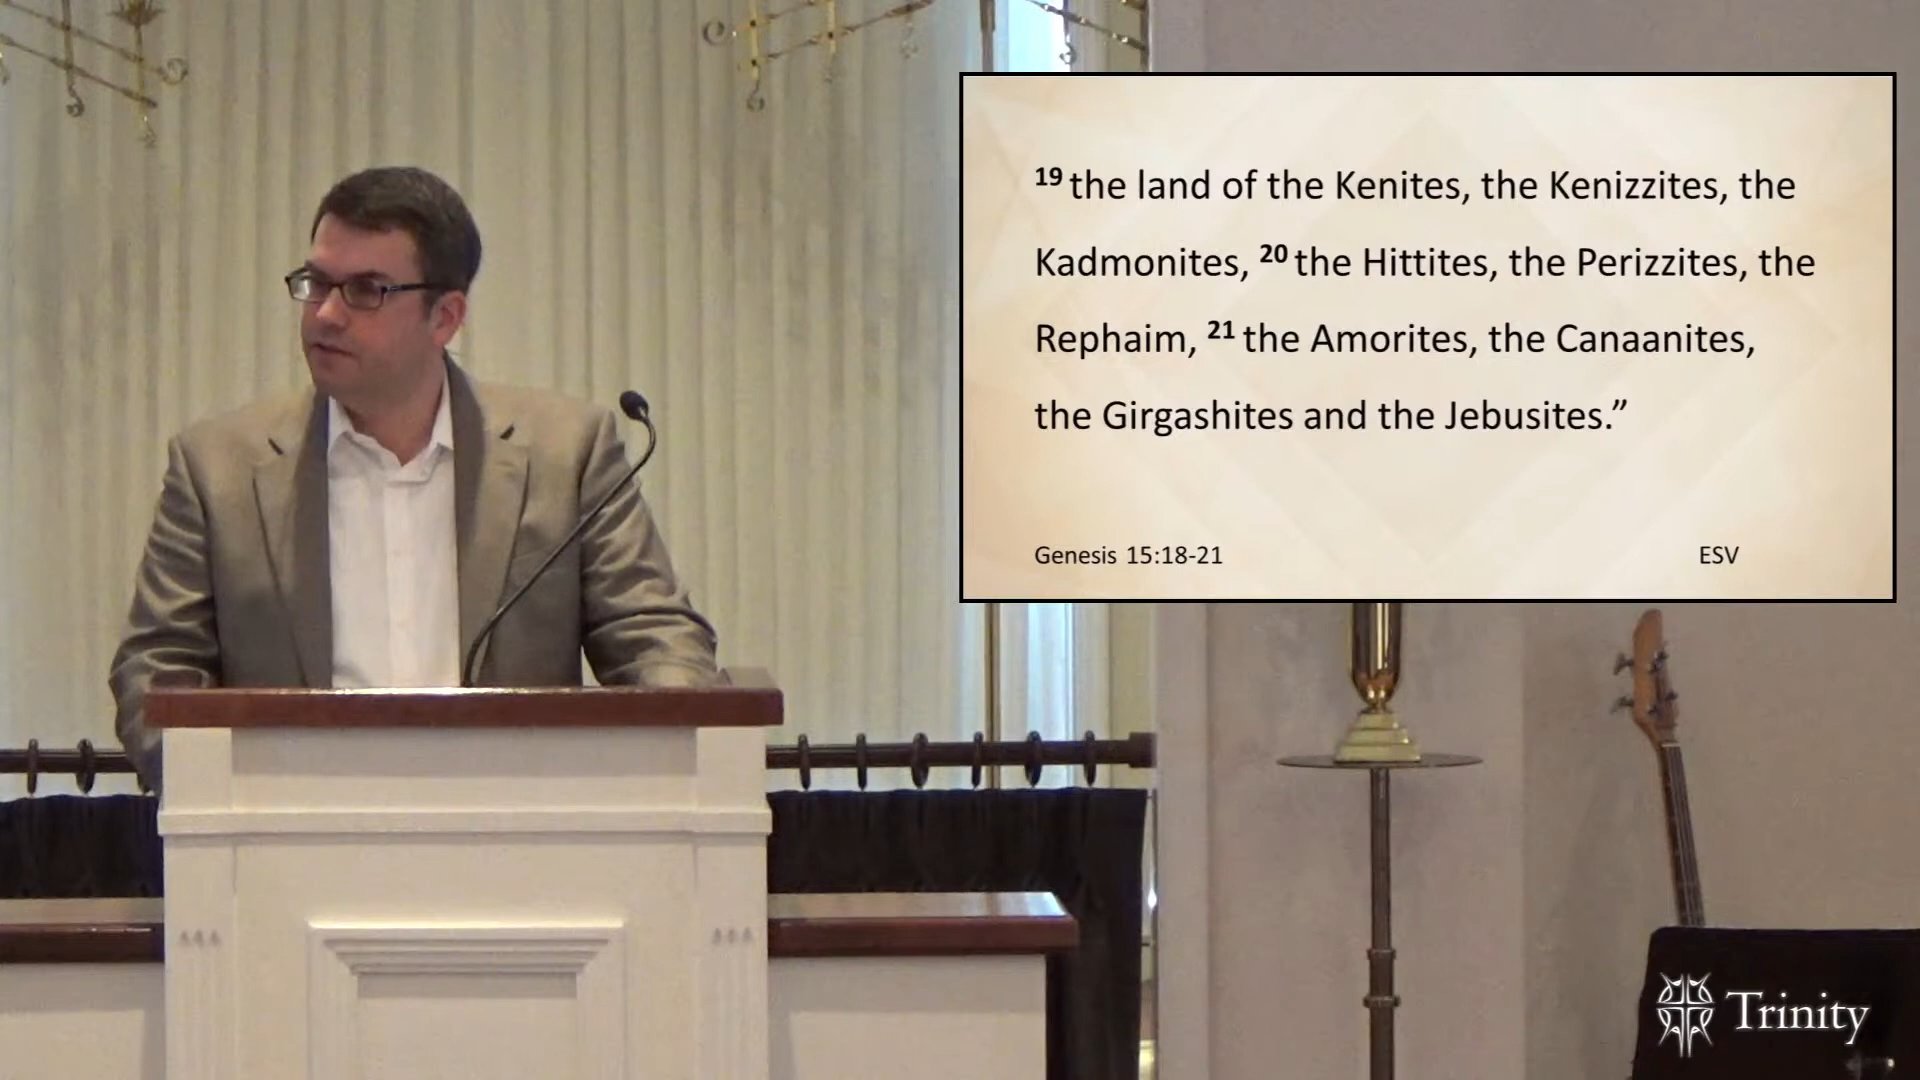 19 the land of the Kenites, the Kenizzites, the
Kadmonites, 20 the Hittites, the Perizzites, the
Rephaim, 21 the Amorites, the Canaanites,
the Girgashites and the Jebusites.”
Genesis 15:18-21 ESV
Trinity